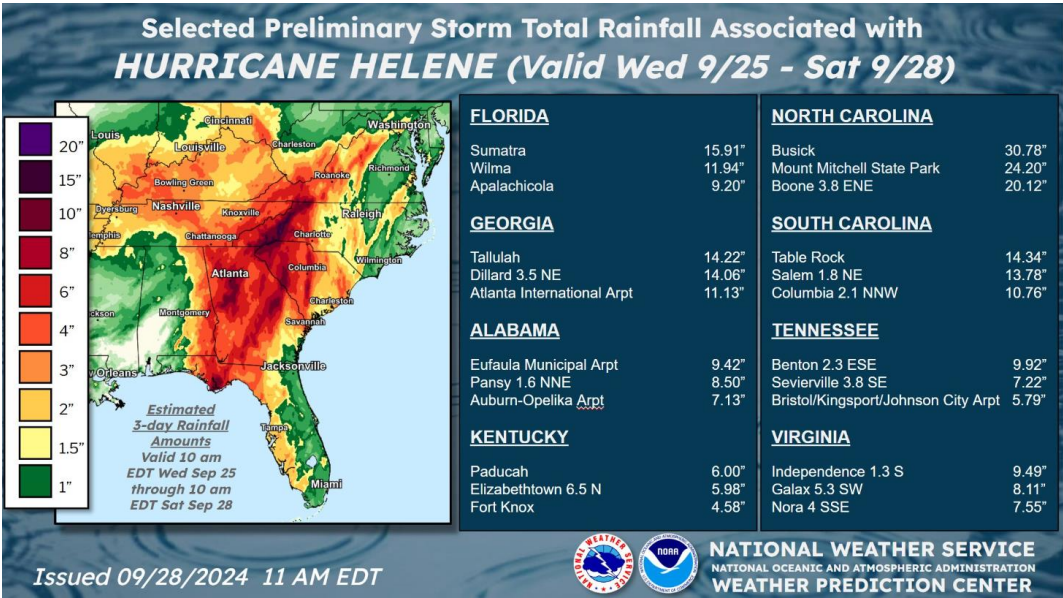 Selected Preliminary Storm Total Rainfall Associated with
HURRICANE HELENE (Valid Wed 9/25 - Sat 9/28)
20"
15"
10"
8"
6"
4"
3"
2"
1.5"
1"
Louis
Cincinnati
Washington
Louisville
Charleston
Richmond
Roanoke
Bowling Green
Dyersburg
Nashville
Knoxville
Raleigh
emphis
Chattanooga
Charlotte
Wilmington
Atlanta
Columbia
Charleston
ckson
Montgomery
Savannah
w Orleans
Jacksonville
Tampa
Miami
Estimated
3-day Rainfall
Amounts
Valid 10 am
EDT Wed Sep 25
through 10 am
EDT Sat Sep 28
FLORIDA
Sumatra 15.91"
Wilma 11.94"
Apalachicola 9.20"
GEORGIA
Tallulah 14.22"
Dillard 3.5 NE 14.06"
Atlanta International Arpt 11.13"
ALABAMA
Eufaula Municipal Arpt 9.42"
Pansy 1.6 NNE 8.50"
Auburn-Opelika Arpt 7.13"
KENTUCKY
Paducah 6.00"
Elizabethtown 6.5 N 5.98"
Fort Knox 4.58"
NORTH CAROLINA
Busick 30.78"
Mount Mitchell State Park 24.20"
Boone 3.8 ENE 20.12"
SOUTH CAROLINA
Table Rock 14.34"
Salem 1.8 NE 13.78"
Columbia 2.1 NNW 10.76"
TENNESSEE
Benton 2.3 ESE 9.92"
Sevierville 3.8 SE 7.22"
Bristol/Kingsport/Johnson City Arpt 5.79"
VIRGINIA
Independence 1.3 S 9.49"
Galax 5.3 SW 8.11"
Nora 4 SSE 7.55"
Issued 09/28/2024 11 AM EDT
NATIONAL WEATHER SERVICE
NOAA
NATIONAL WEATHER SERVICE
NATIONAL OCEANIC AND ATMOSPHERIC ADMINISTRATION
WEATHER PREDICTION CENTER